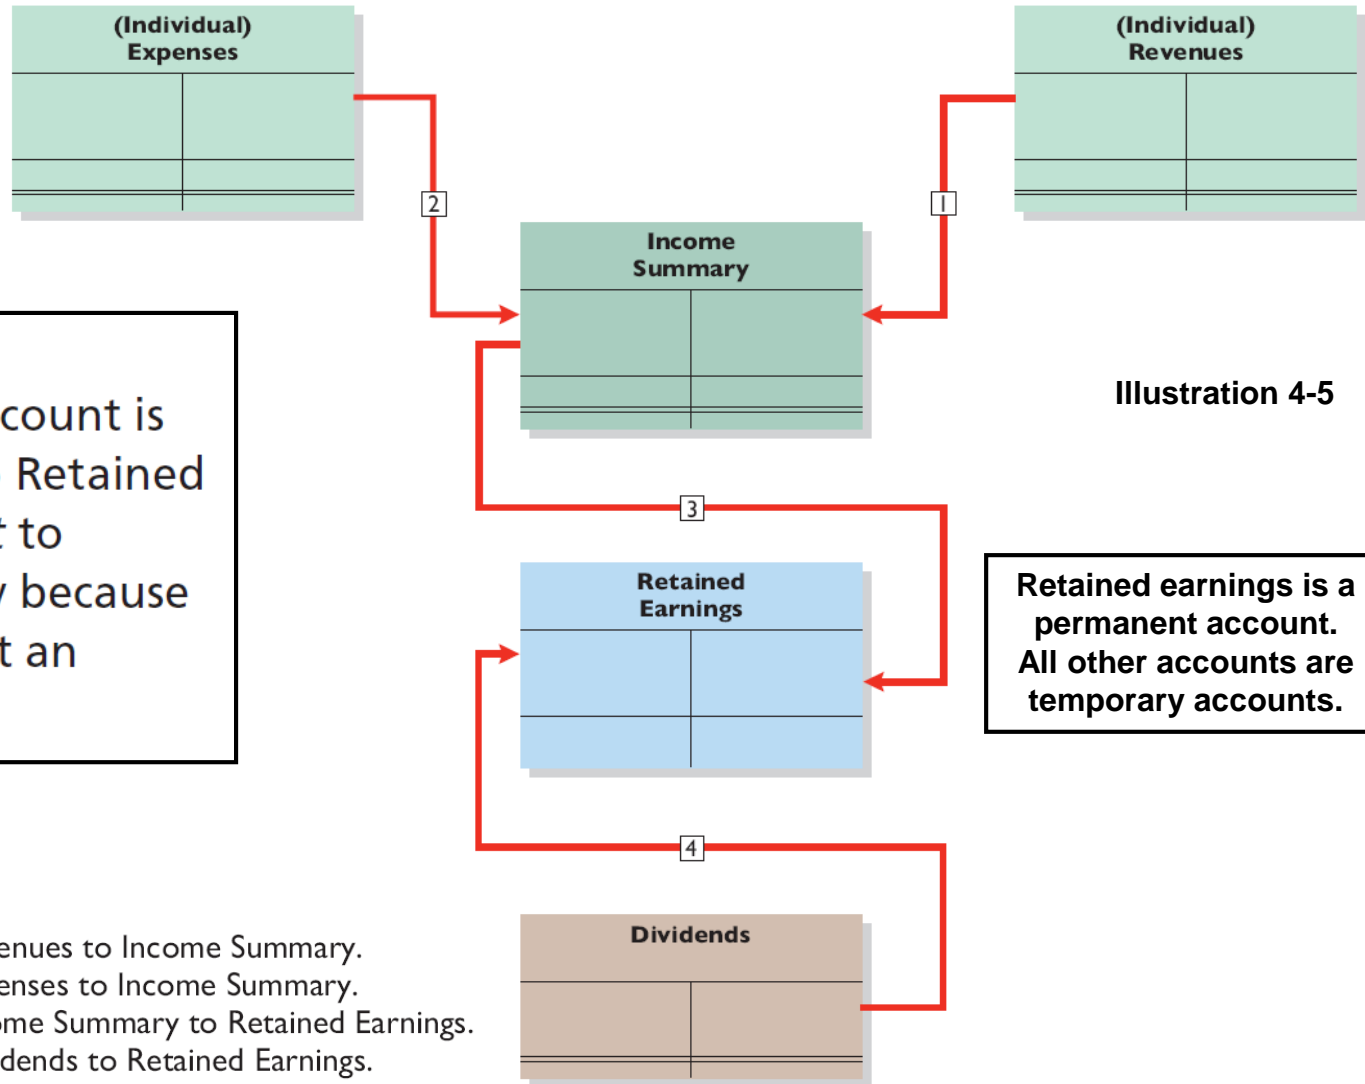 (Individual)
Expenses
(Individual)
Revenues
2
1
Income
Summary
count is
Retained
t to
because
t an
Illustration 4-5
3
Retained
Earnings
Retained earnings is a
permanent account.
All other accounts are
temporary accounts.
4
Dividends
enues to Income Summary.
enses to Income Summary.
ome Summary to Retained Earnings.
dends to Retained Earnings.